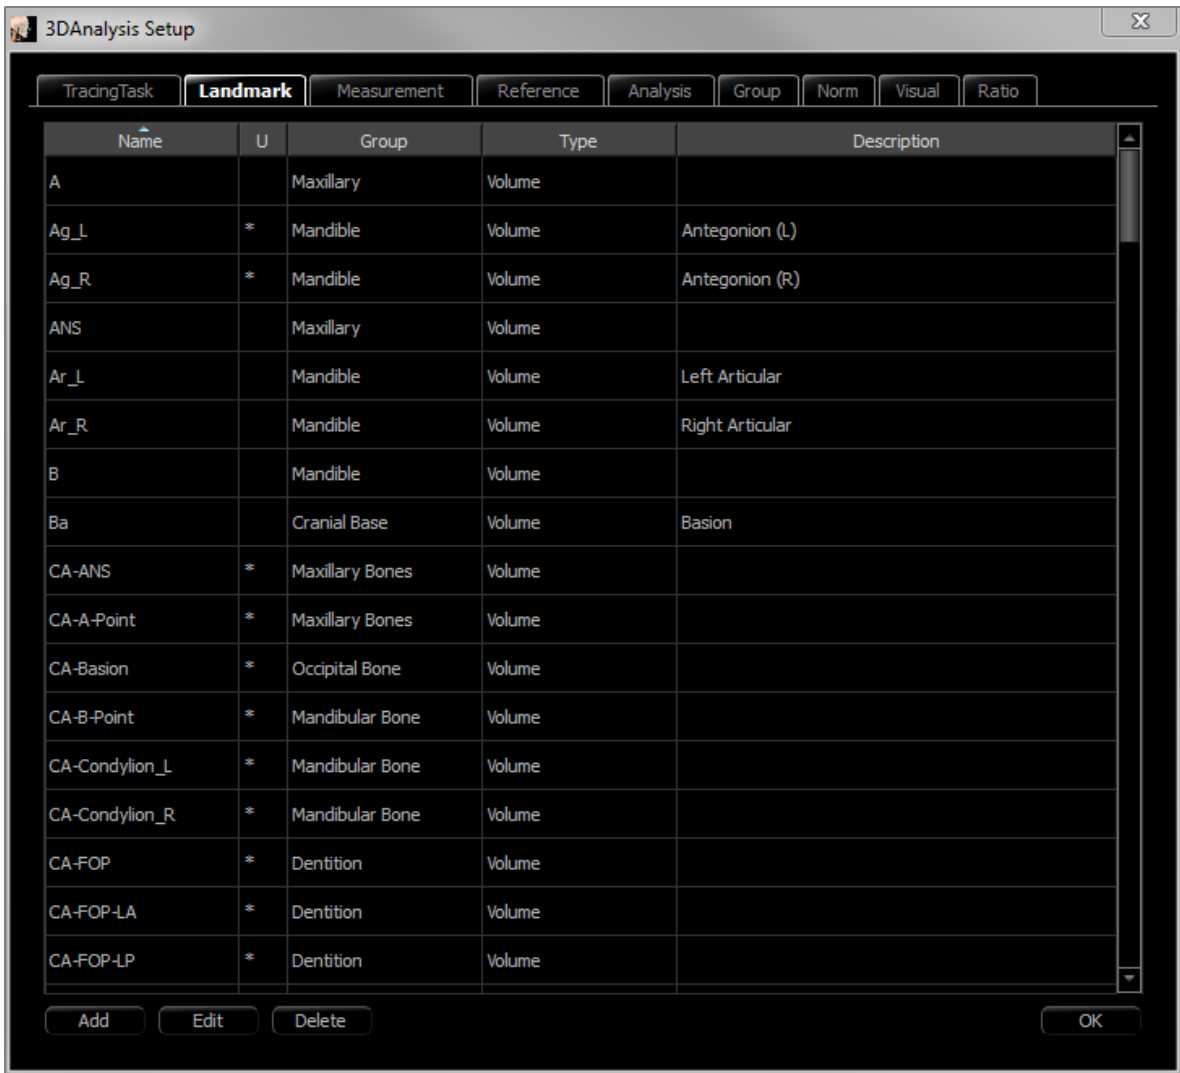 3DAnalysis Setup
TracingTask Landmark Measurement Reference Analysis Group Norm Visual Ratio
Name U Group Type Description
A Maxillary Volume
Ag_L * Mandible Volume Antegonion (L)
Ag_R * Mandible Volume Antegonion (R)
ANS Maxillary Volume
Ar_L Mandible Volume Left Articular
Ar_R Mandible Volume Right Articular
B Mandible Volume
Ba Cranial Base Volume Basion
CA-ANS * Maxillary Bones Volume
CA-A-Point * Maxillary Bones Volume
CA-Basion * Occipital Bone Volume
CA-B-Point * Mandibular Bone Volume
CA-Condylion_L * Mandibular Bone Volume
CA-Condylion_R * Mandibular Bone Volume
CA-FOP * Dentition Volume
CA-FOP-LA * Dentition Volume
CA-FOP-LP * Dentition Volume
Add Edit Delete OK